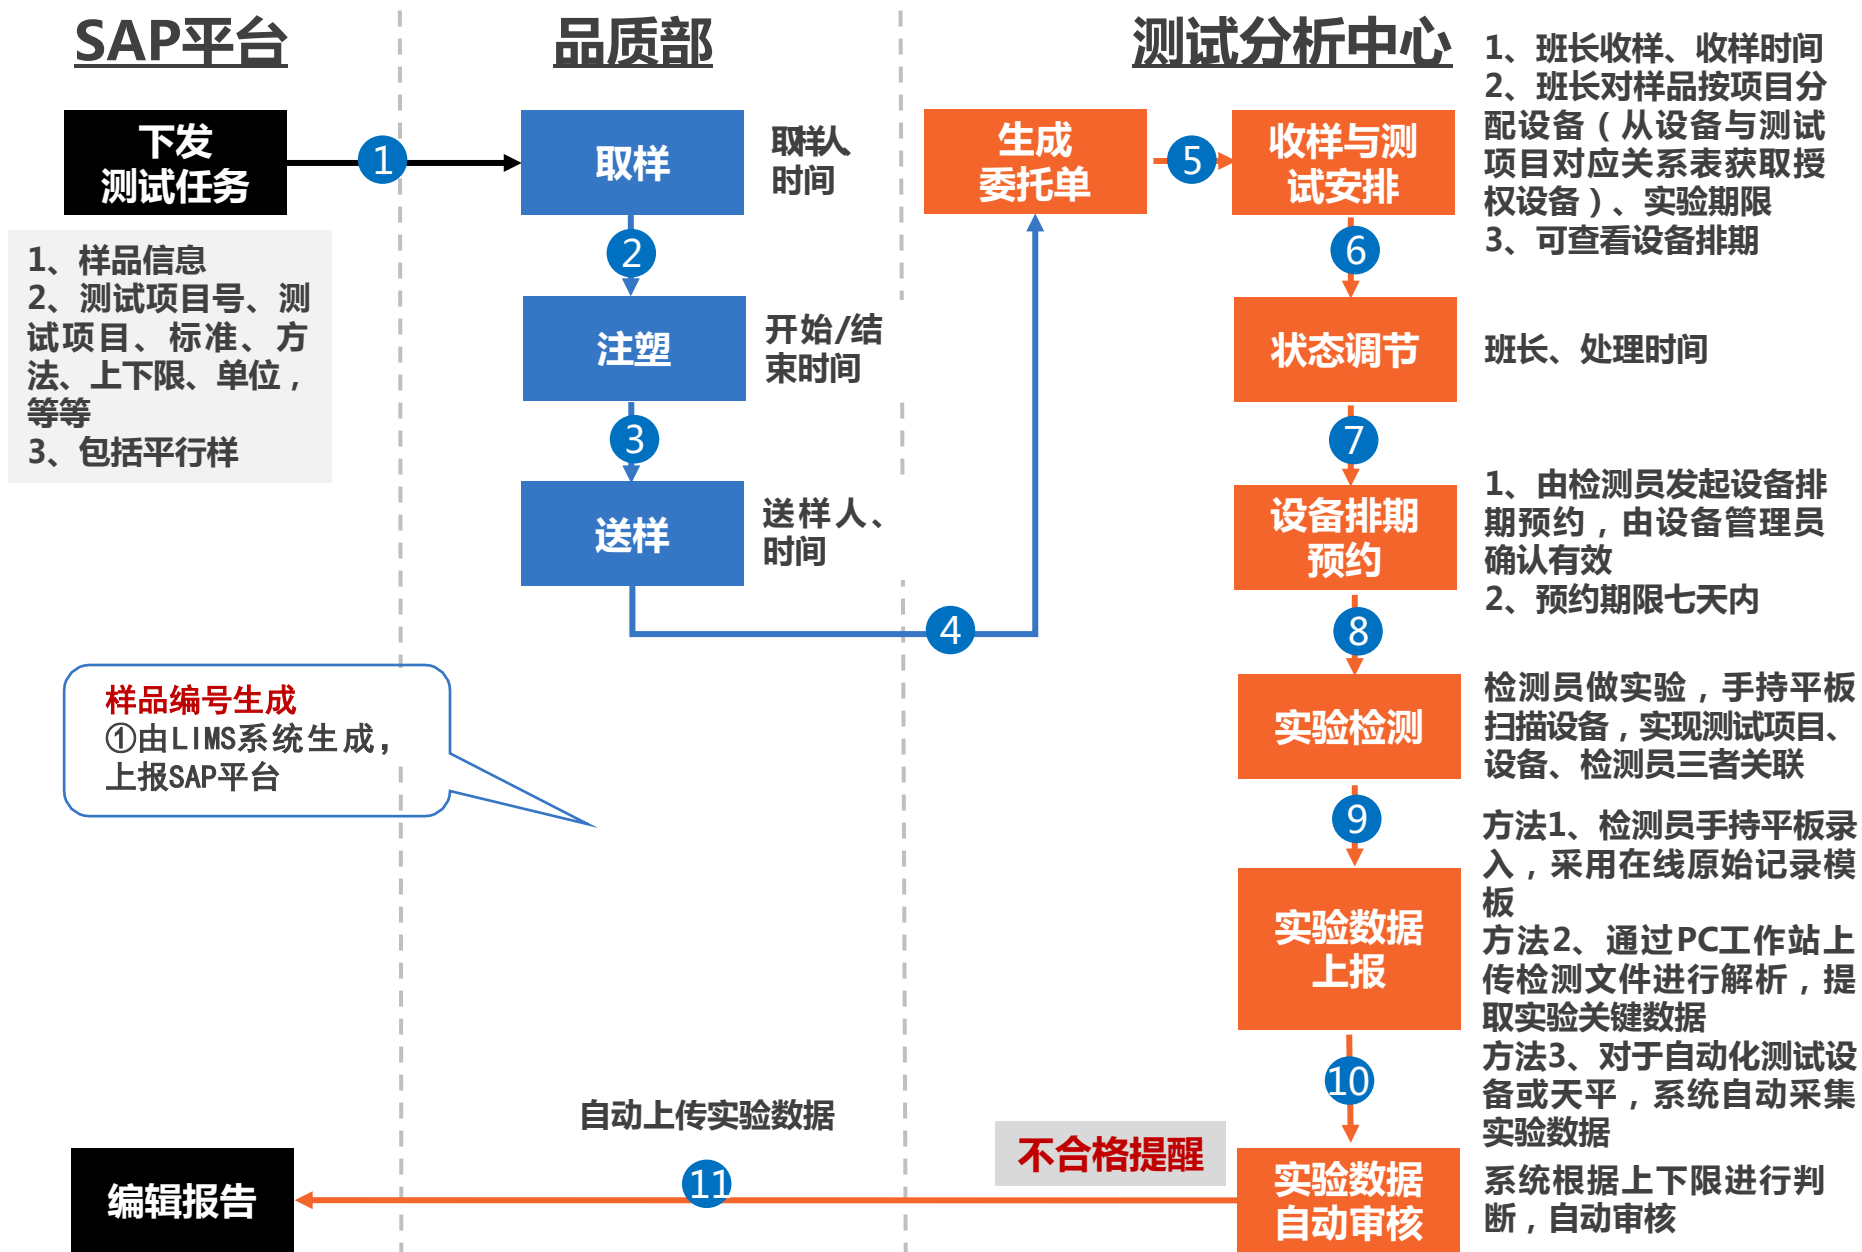 SAP平台
品质部
测试分析中心
下发
测试任务
1
取样
取样人、
时间
生成
委托单
5
收样与测
试安排
1、班长收样、收样时间
2、班长对样品按项目分
配设备（从设备与测试
项目对应关系表获取授
权设备）、实验期限
3、可查看设备排期
1、样品信息
2、测试项目号、测
试项目、标准、方
法、上下限、单位，
等等
3、包括平行样
2
注塑
开始/结
束时间
3
送样
送样人、
时间
4
6
状态调节
班长、处理时间
7
设备排期
预约
1、由检测员发起设备排
期预约，由设备管理员
确认有效
2、预约期限七天内
8
实验检测
检测员做实验，手持平板
扫描设备，实现测试项目、
设备、检测员三者关联
样品编号生成
①由LIMS系统生成，
上报SAP平台
9
实验数据
上报
方法1、检测员手持平板录
入，采用在线原始记录模
板
方法2、通过PC工作站上
传检测文件进行解析，提
取实验关键数据
方法3、对于自动化测试设
备或天平，系统自动采集
实验数据
10
自动上传实验数据
不合格提醒
编辑报告
11
实验数据
自动审核
系统根据上下限进行判
断，自动审核